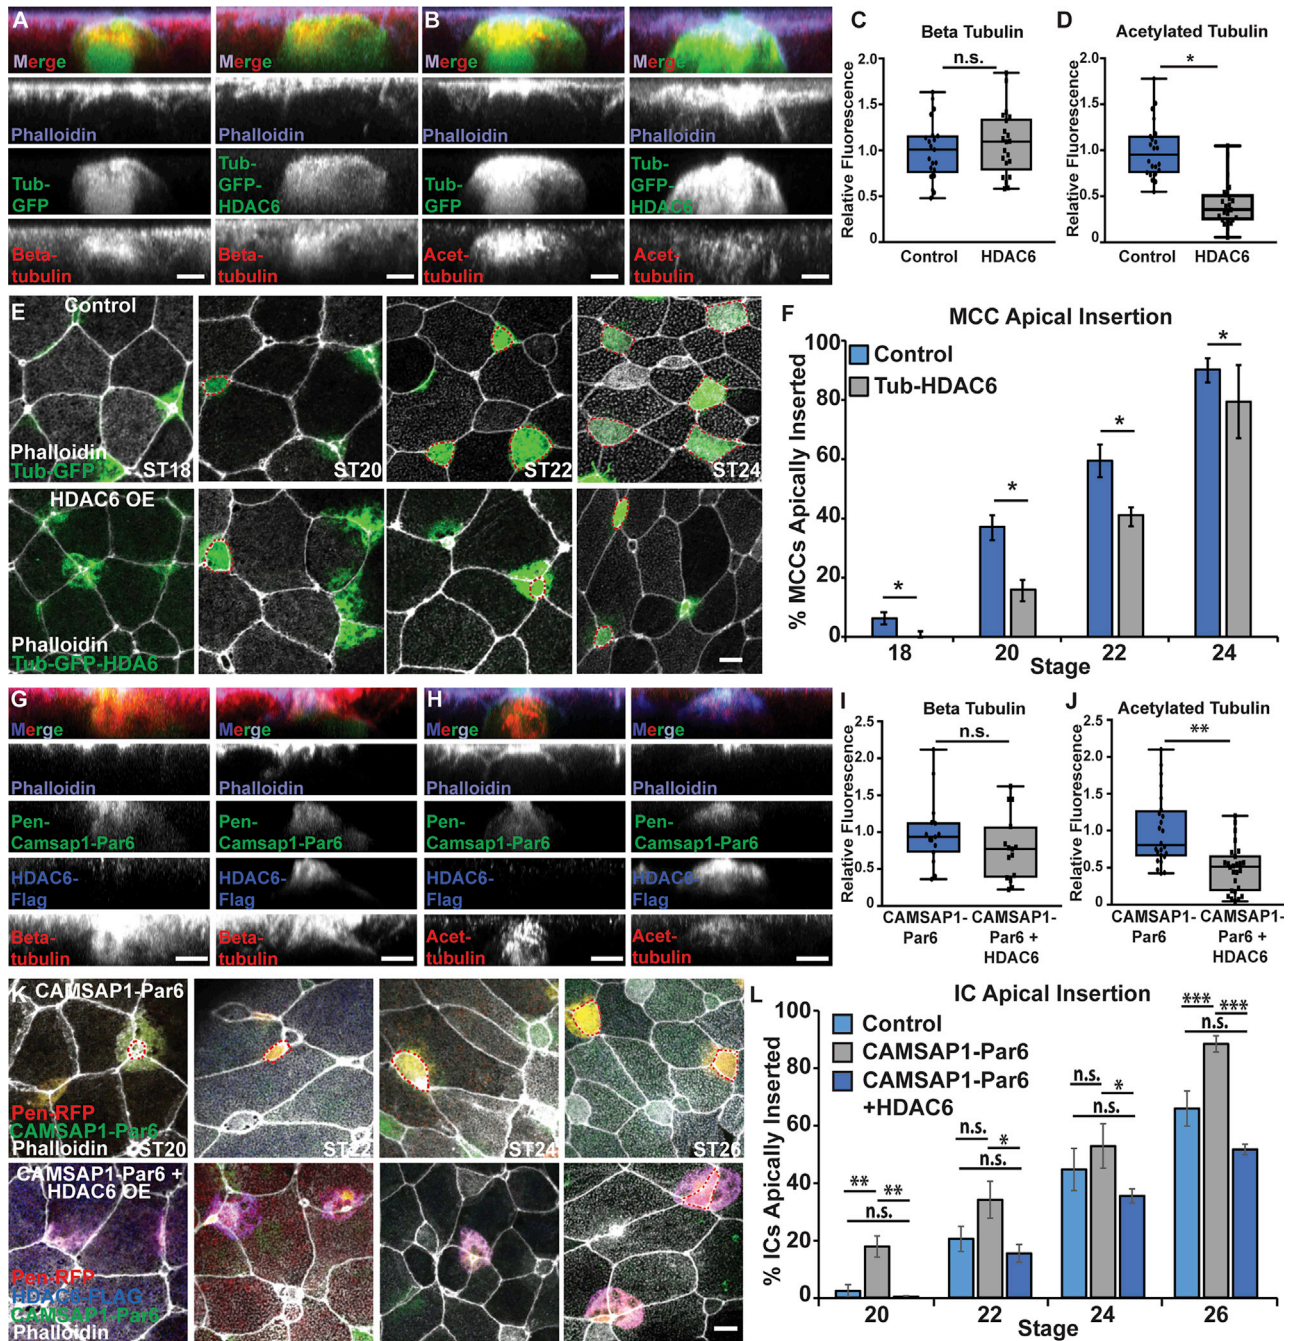 A
B
Merge
Merge
Merge
Merge
Phalloidin
Phalloidin
Phalloidin
Phalloidin
Tub-
GFP
Tub-
GFP-
HDAC6
Tub-
GFP
Tub-
GFP-
HDAC6
Beta-
tubulin
Beta-
tubulin
Acet-
tubulin
Acet-
tubulin
C
Beta Tubulin
n.s.
Relative Fluorescence
2.0
1.5
1.0
0.5
0
Control
HDAC6
D
Acetylated Tubulin
*
Relative Fluorescence
2.0
1.5
1.0
0.5
0
Control
HDAC6
E
Control
Phalloidin
Tub-GFP
ST18
ST20
ST22
ST24
HDAC6 OE
Phalloidin
Tub-GFP-HDA6
F
MCC Apical Insertion
Control
Tub-HDAC6
% MCCs Apically Inserted
100
80
60
40
20
0
*
*
*
*
18
20
22
24
Stage
G
H
Merge
Merge
Merge
Merge
Phalloidin
Phalloidin
Phalloidin
Phalloidin
Pen-
Camsap1-Par6
Pen-
Camsap1-Par6
Pen-
Camsap1-Par6
Pen-
Camsap1-Par6
HDAC6-
Flag
HDAC6-
Flag
HDAC6-
Flag
HDAC6-
Flag
Beta-
tubulin
Beta-
tubulin
Acet-
tubulin
Acet-
tubulin
I
Beta Tubulin
n.s.
Relative Fluorescence
2.5
2.0
1.5
1.0
0.5
0
CAMSAP1-
Par6
CAMSAP1-
Par6 +
HDAC6
J
Acetylated Tubulin
**
Relative Fluorescence
2.5
2.0
1.5
1.0
0.5
0
CAMSAP1-
Par6
CAMSAP1-
Par6 +
HDAC6
K
CAMSAP1-Par6
Pen-RFP
CAMSAP1-Par6
Phalloidin
ST20
ST22
ST24
ST26
CAMSAP1-Par6 +
HDAC6 OE
Pen-RFP
HDAC6-FLAG
CAMSAP1-Par6
Phalloidin
L
IC Apical Insertion
Control
CAMSAP1-Par6
CAMSAP1-Par6
+HDAC6
% ICs Apically Inserted
100
80
60
40
20
0
** **
n.s.
n.s. *
n.s.
n.s. *
n.s.
*** ***
n.s.
20
22
24
26
Stage